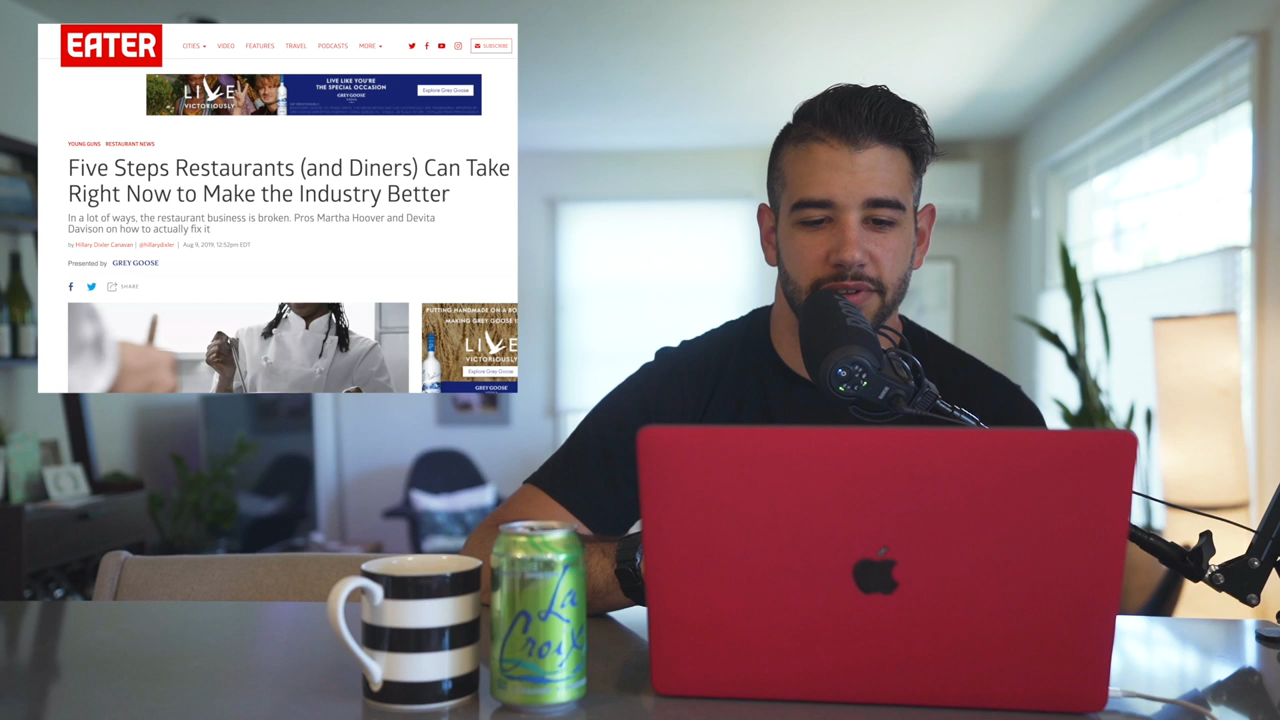 EATER
CITIES VIDEO FEATURES TRAVEL PODCASTS MORE
SUBSCRIBE
LIVE
VICTORIOUSLY
LIVE LIKE YOU'RE
THE SPECIAL OCCASION
GREY GOOSE
Explore Grey Goose
YOUNG GUNS RESTAURANT NEWS
Five Steps Restaurants (and Diners) Can Take
Right Now to Make the Industry Better
In a lot of ways, the restaurant business is broken. Pros Martha Hoover and Devita
Davison on how to actually fix it
by Hillary Dixler Canavan | @hillarydixler | Aug 9, 2019, 12:52pm EDT
Presented by GREY GOOSE
SHARE
LIVE
VICTORIOUSLY
Explore Grey Goose
GREY GOOSE
La
Croix